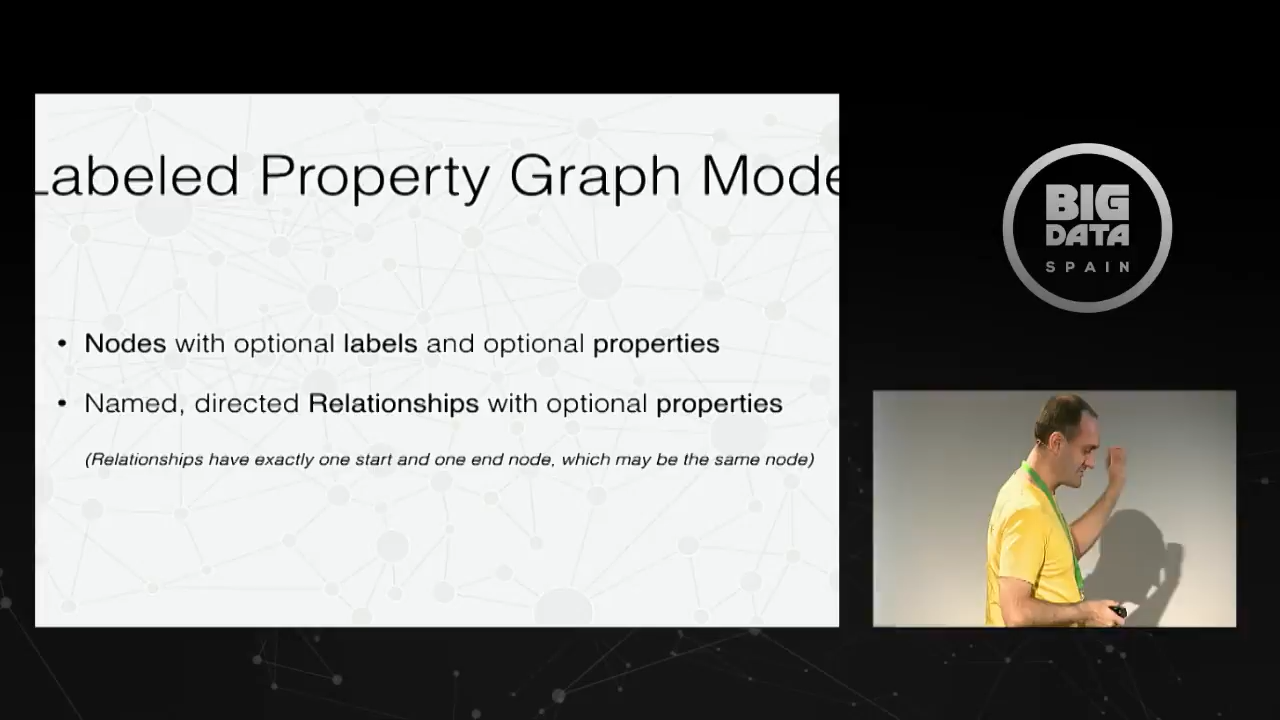 Labeled Property Graph Mode
• Nodes with optional labels and optional properties
• Named, directed Relationships with optional properties
(Relationships have exactly one start and one end node, which may be the same node)
BIG
DATA
SPAIN